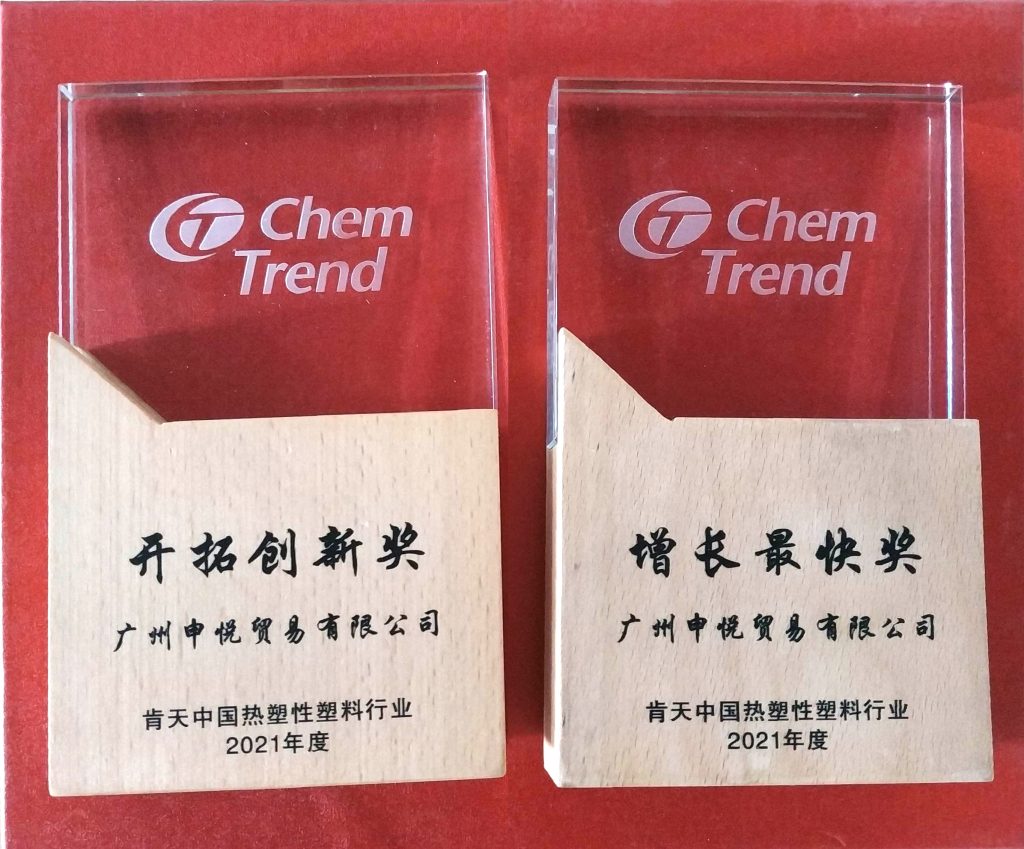 Chem
Trend
开拓创新奖
广州申悦贸易有限公司
肯天中国热塑性塑料行业
2021年度
Chem
Trend
增长最快奖
广州申悦贸易有限公司
肯天中国热塑性塑料行业
2021年度